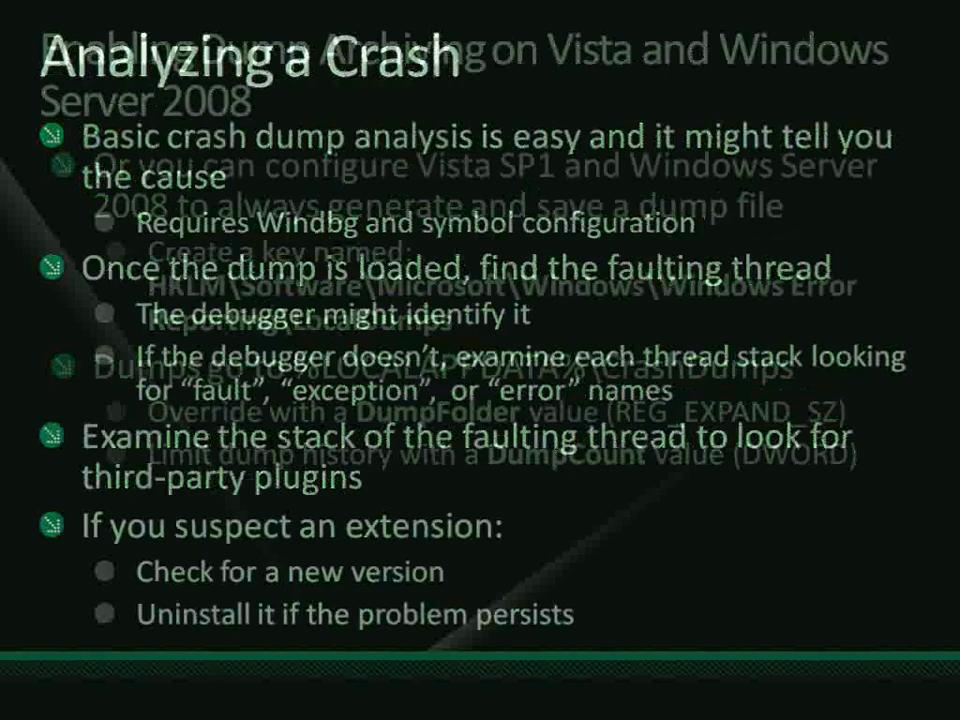 Analyzing a Crash
Enabling Dump Archiving on Vista and Windows
Server 2008
Basic crash dump analysis is easy and it might tell you
the cause
Or you can configure Vista SP1 and Windows Server
2008 to always generate and save a dump file
Requires Windbg and symbol configuration
Create a key named:
HKLM\Software\Microsoft\Windows\Windows Error
Reporting\LocalDumps
Once the dump is loaded, find the faulting thread
The debugger might identify it
If the debugger doesn’t, examine each thread stack looking
for “fault”, “exception”, or “error” names
Dumps go to %LOCALAPPDATA%\CrashDumps
Override with a DumpFolder value (REG_EXPAND_SZ)
Limit dump history with a DumpCount value (DWORD)
Examine the stack of the faulting thread to look for
third-party plugins
If you suspect an extension:
Check for a new version
Uninstall it if the problem persists